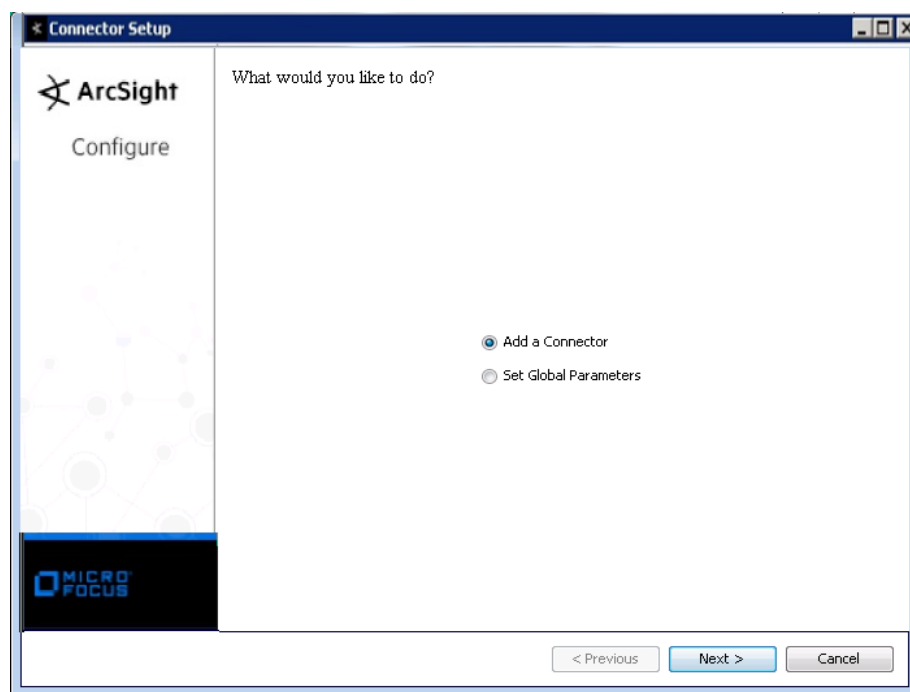 Connector Setup
ArcSight
Configure
What would you like to do?
Add a Connector
Set Global Parameters
MICRO
FOCUS
< Previous
Next >
Cancel